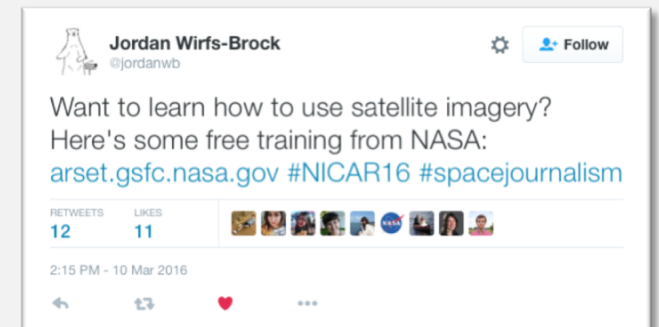 Jordan Wirfs-Brock
@jordanwb
Follow
Want to learn how to use satellite imagery?
Here's some free training from NASA:
arset.gsfc.nasa.gov #NICAR16 #spacejournalism
RETWEETS LIKES
12 11
NASA
2:15 PM - 10 Mar 2016